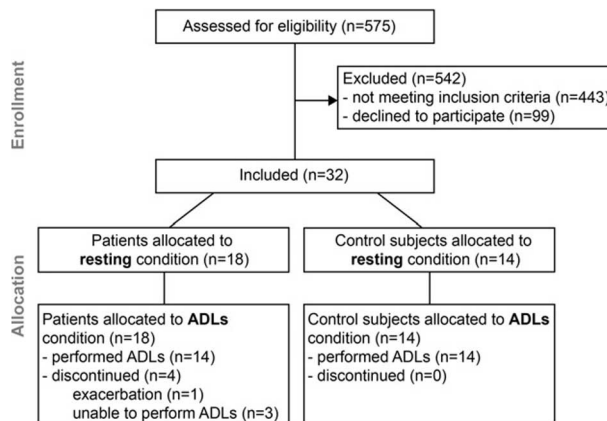 Assessed for eligibility (n=575)
Enrollment
Excluded (n=542)
- not meeting inclusion criteria (n=443)
- declined to participate (n=99)
Included (n=32)
Allocation
Patients allocated to
resting condition (n=18)
Control subjects allocated to
resting condition (n=14)
Patients allocated to ADLs
condition (n=18)
- performed ADLs (n=14)
- discontinued (n=4)
exacerbation (n=1)
unable to perform ADLs (n=3)
Control subjects allocated to ADLs
condition (n=14)
- performed ADLs (n=14)
- discontinued (n=0)